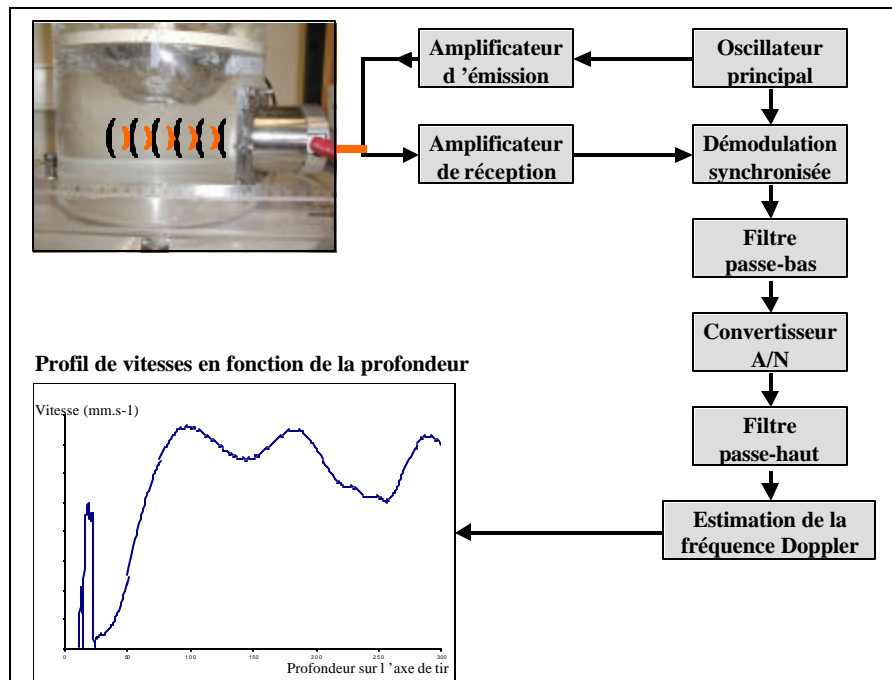 Amplificateur
d ’émission
Oscillateur
principal
Amplificateur
de réception
Démodulation
synchronisée
Filtre
passe-bas
Convertisseur
A/N
Filtre
passe-haut
Estimation de la
fréquence Doppler
Profil de vitesses en fonction de la profondeur
Vitesse (mm.s-1)
0 50 100 150 200 250 300
Profondeur sur l ’axe de tir